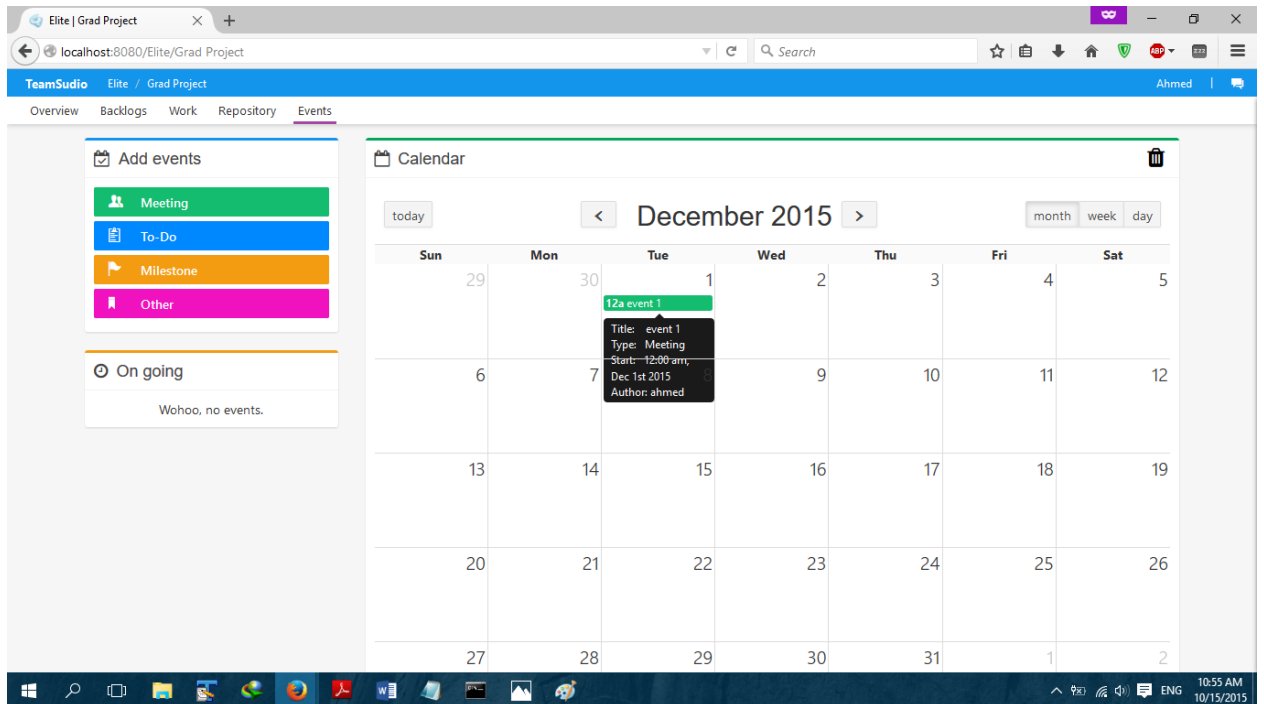 Elite | Grad Project
localhost:8080/Elite/Grad Project
Search
ABP
TeamSudio Elite / Grad Project
Ahmed |
Overview Backlogs Work Repository Events
Add events
Meeting
To-Do
Milestone
Other
On going
Wohoo, no events.
Calendar
today
< December 2015 >
month week day
Sun Mon Tue Wed Thu Fri Sat
29 30 1 2 3 4 5
12a event 1
Title: event 1
Type: Meeting
Start: 12:00 am,
Dec 1st 2015
Author: ahmed
6 7 8 9 10 11 12
13 14 15 16 17 18 19
20 21 22 23 24 25 26
27 28 29 30 31 1 2
ENG
10:55 AM
10/15/2015